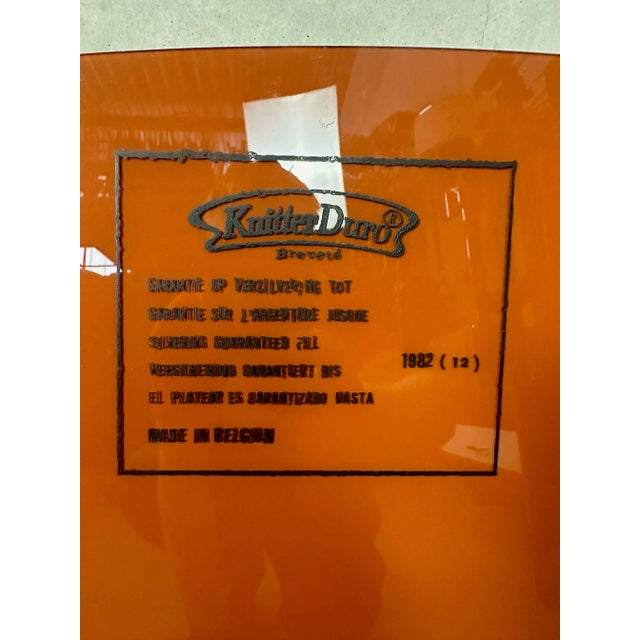 KnitterDuro®
Breveté
GARANTIE OP VERZILVERING TOT
GARANTIE SÜR L'ARGENTURE JUSQUE
SILVERING GUARANTEED TILL
VERSILBERUNG GARANTIERT BIS
1982 (12)
EL PLATEAR ES GARANTIZADO HASTA
MADE IN BELGIUM